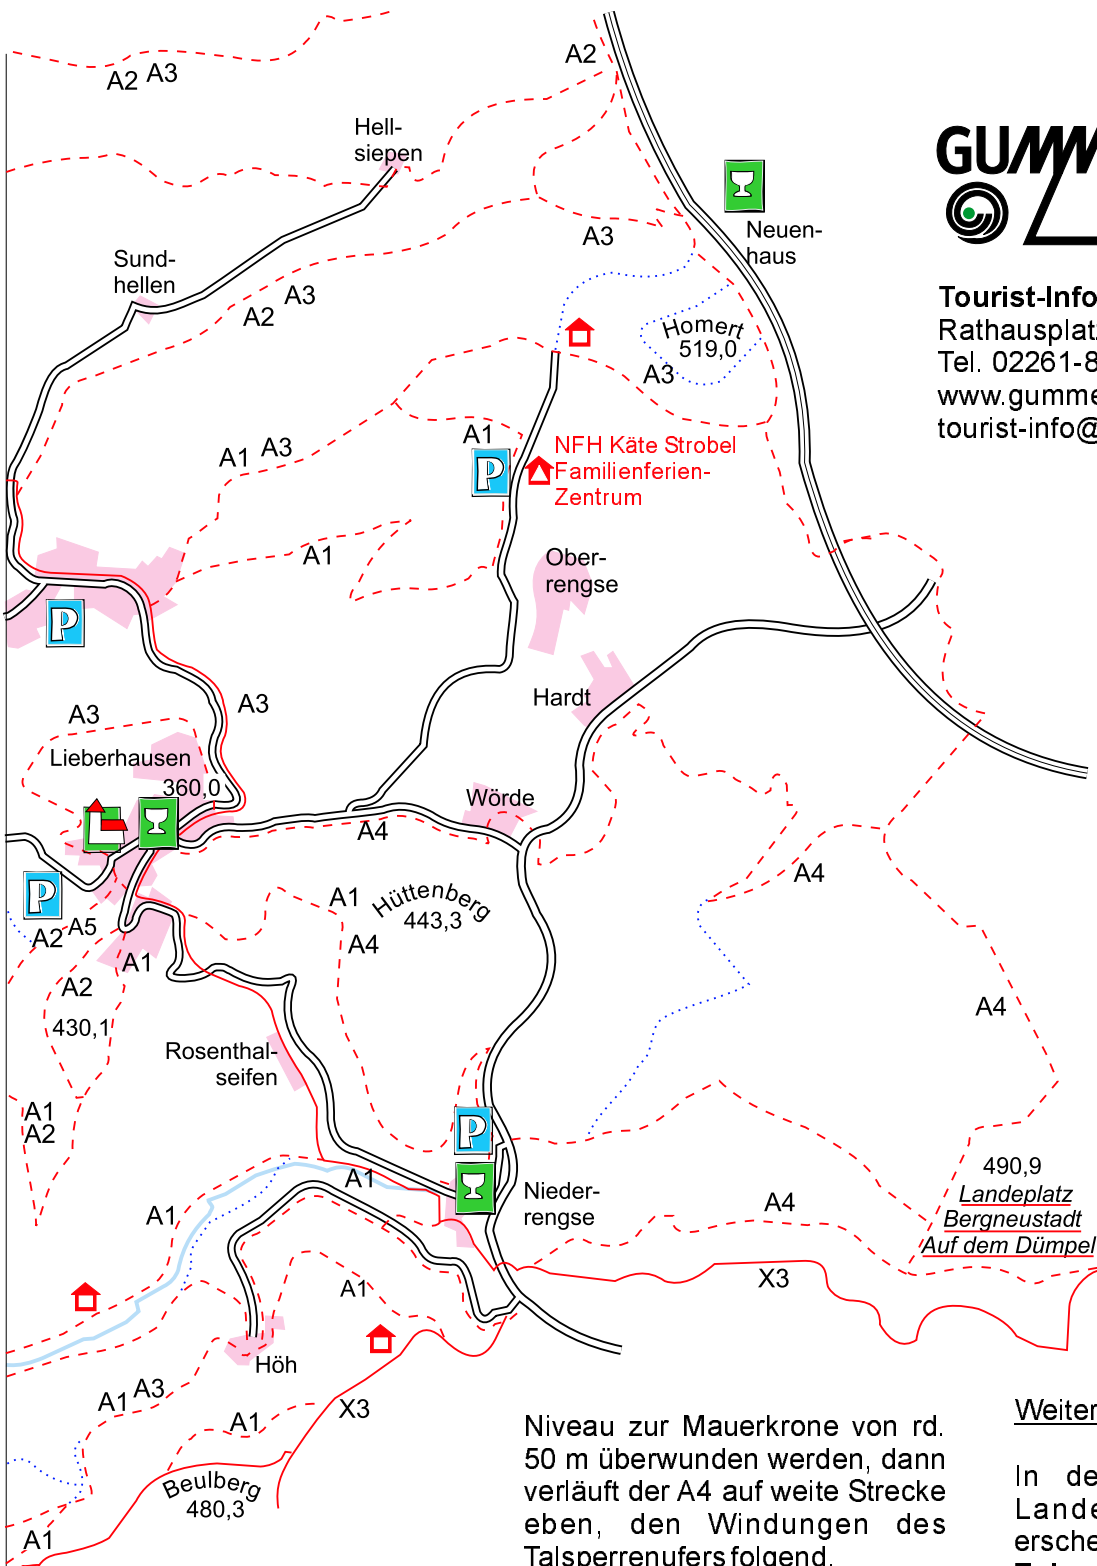 A2
A2 A3
Hell-
siepen
GUMM
Neuen-
haus
A3
Sund-
hellen
A3
A2
Tourist-Info
Rathausplatz
Tel. 02261-8
www.gumme
tourist-info@
Homert
519,0
A3
A1
A1 A3
P
NFH Käte Strobel
Familienferien-
Zentrum
A1
Ober-
rengse
P
Hardt
A3
A3
Lieberhausen
360,0
Wörde
A4
A4
P
A1
Hüttenberg
443,3
A2 A5
A4
A1
A2
430,1
A4
Rosenthal-
seifen
A1
A2
P
A1
Nieder-
rengse
490,9
Landeplatz
Bergneustadt
Auf dem Dümpel
A1
A4
X3
A1
Höh
A1 A3
A1
X3
Beulberg
480,3
A1
Niveau zur Mauerkrone von rd.
50 m überwunden werden, dann
verläuft der A4 auf weite Strecke
eben, den Windungen des
Talsperrenufers folgend.
Weiter
In de
Lande
ersche